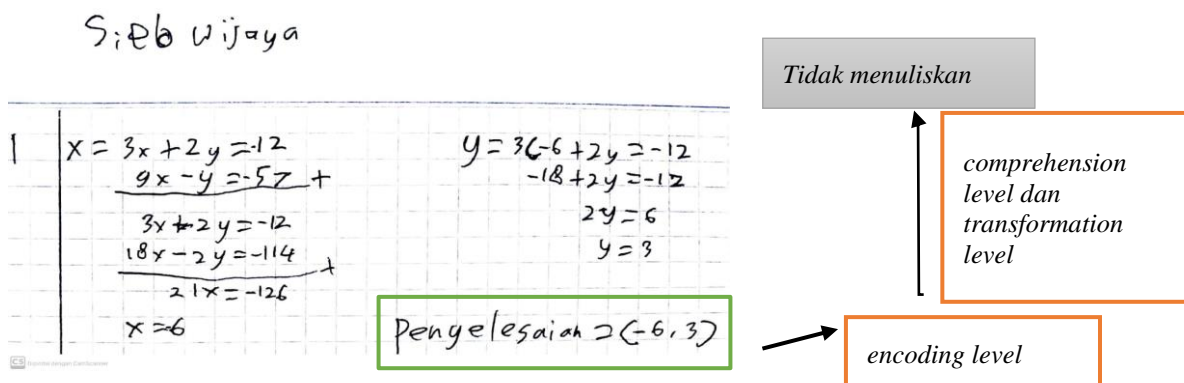 Sieb wijaya
1
x = 3x + 2y = -12
9x - y = -57 +
3x + 2y = -12
18x - 2y = -114 +
21x = -126
x = -6
y = 3(-6 + 2y = -12
-18 + 2y = -12
2y = 6
y = 3
Penyelesaian = (-6, 3)
CS
Tidak menuliskan
comprehension
level dan
transformation
level
encoding level